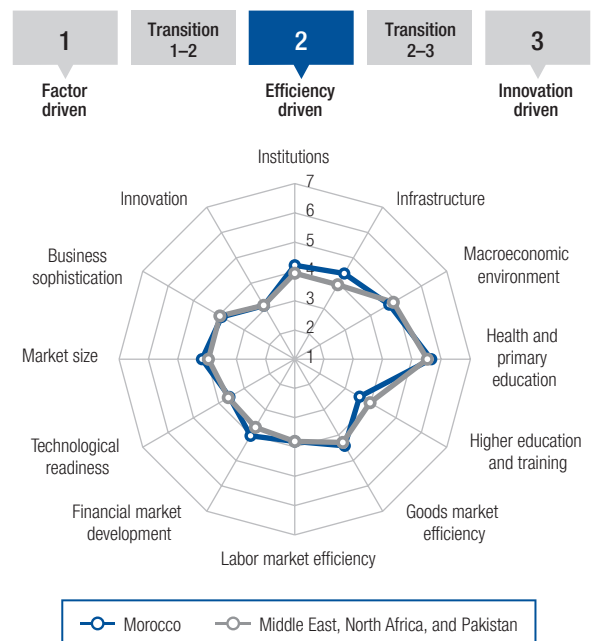 1
Transition
1–2
2
Transition
2–3
3
Factor
driven
Efficiency
driven
Innovation
driven
Institutions
Infrastructure
Macroeconomic
environment
Health and
primary
education
Higher education
and training
Goods market
efficiency
Labor market efficiency
Financial market
development
Technological
readiness
Market size
Business
sophistication
Innovation
7
6
5
4
3
2
1
Morocco
Middle East, North Africa, and Pakistan